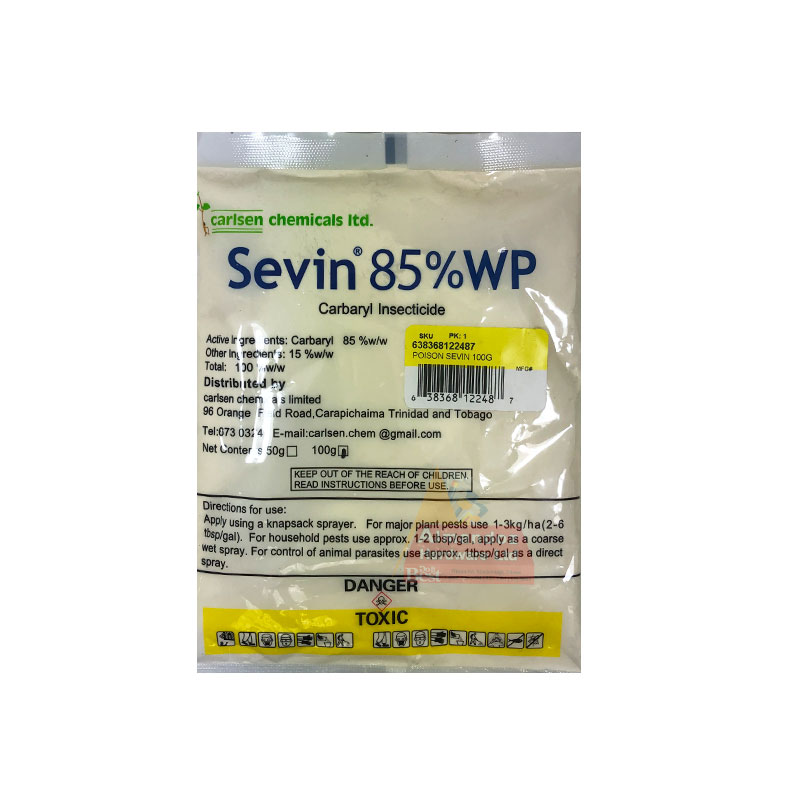 carlsen chemicals ltd.
Sevin® 85%WP
Carbaryl Insecticide
Active Ingredients: Carbaryl 85 %w/w
Other Ingredients: 15 %w/w
Total: 100 %w/w
Distributed by
carlsen chemicals limited
96 Orange Field Road,Carapichaima Trinidad and Tobago
Tel:673 0324 E-mail:carlsen.chem @gmail.com
Net Contents 50g 100g
SKU PK: 1
638368122487
POISON SEVIN 100G
MFG#
6 38368 12248 7
KEEP OUT OF THE REACH OF CHILDREN.
READ INSTRUCTIONS BEFORE USE.
Directions for use:
Apply using a knapsack sprayer. For major plant pests use 1-3kg/ha(2-6
tbsp/gal). For household pests use approx. 1-2 tbsp/gal, apply as a coarse
wet spray. For control of animal parasites use approx. 1tbsp/gal as a direct
spray.
DANGER
TOXIC